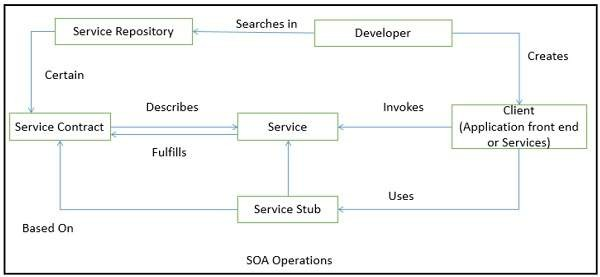 Searches in
Service Repository
Developer
Certain
Creates
Describes
Invokes
Client
(Application front end
or Services)
Service Contract
Service
Fulfills
Uses
Service Stub
Based On
SOA Operations